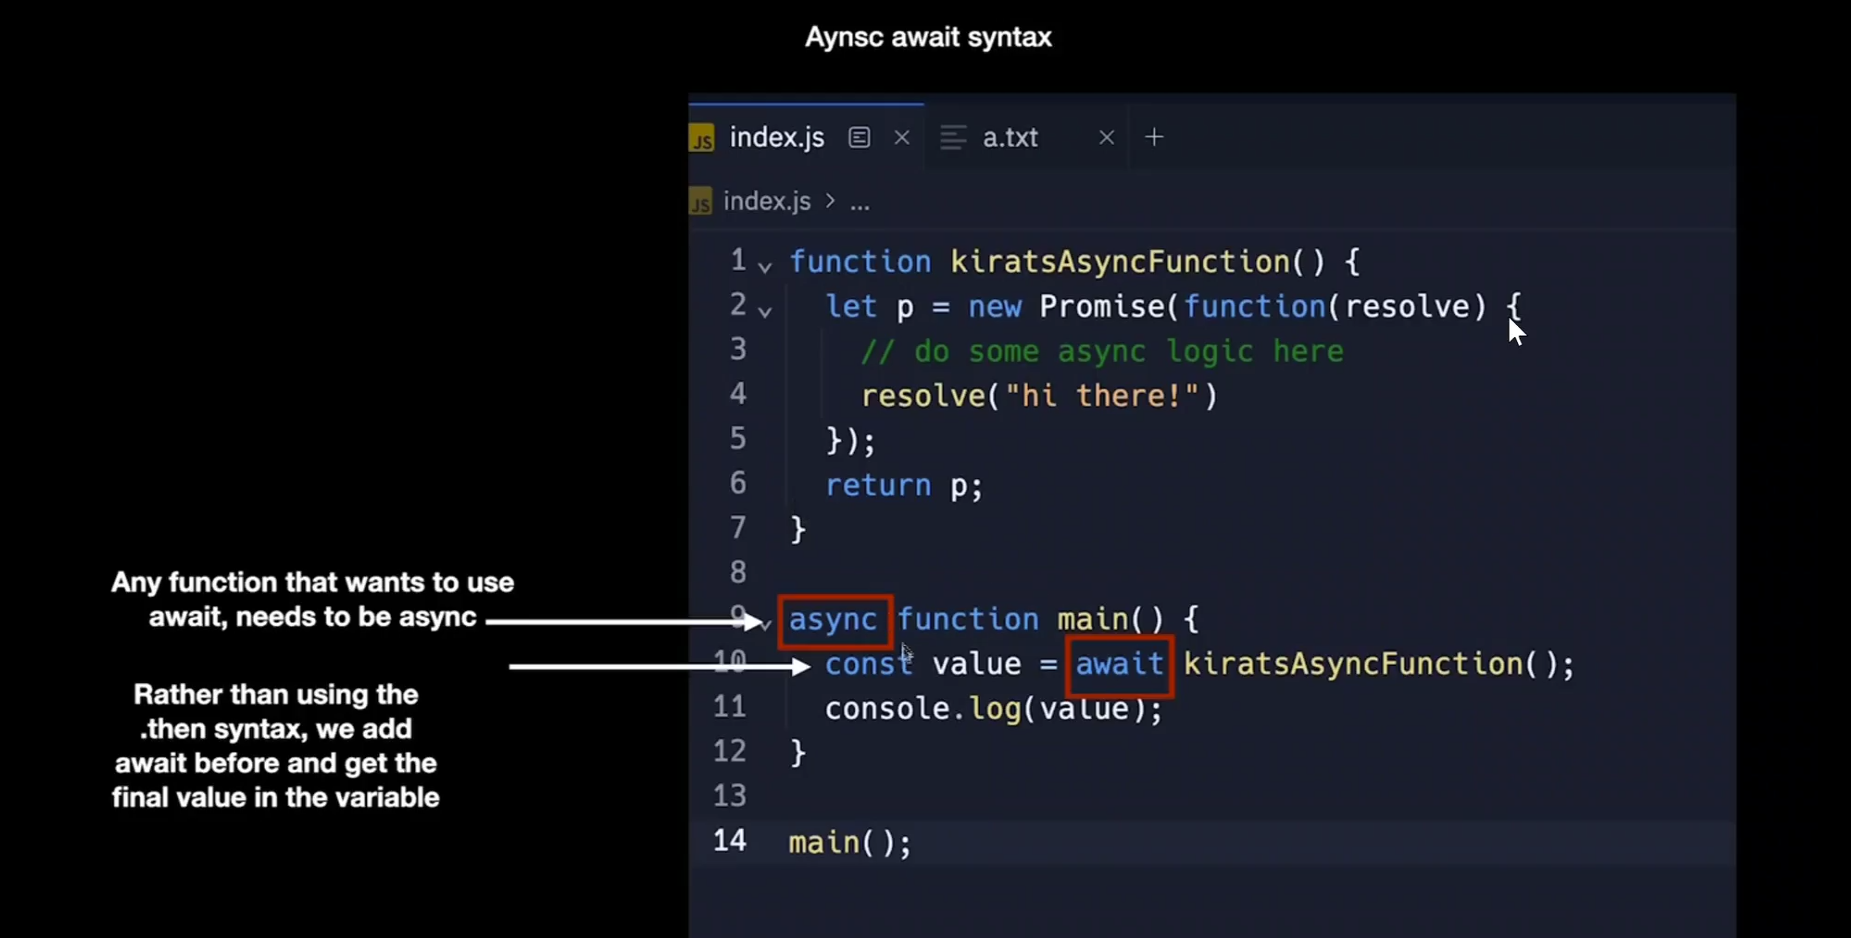 Aynsc await syntax
JS index.js a.txt
JS index.js > ...
1 function kiratsAsyncFunction() {
2 let p = new Promise(function(resolve) {
3 // do some async logic here
4 resolve("hi there!")
5 });
6 return p;
7 }
8
Any function that wants to use
await, needs to be async
9 async function main() {
10 const value = await kiratsAsyncFunction();
Rather than using the
.then syntax, we add
await before and get the
final value in the variable
11 console.log(value);
12 }
13
14 main();